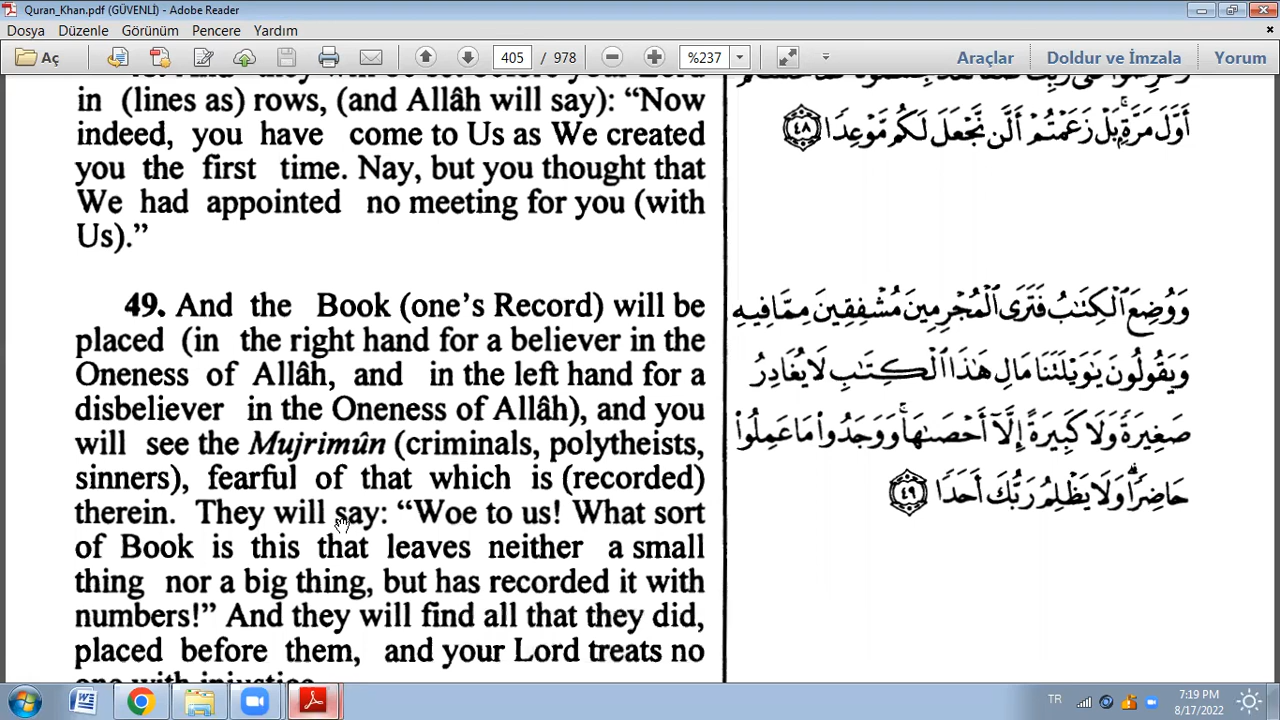 Quran_Khan.pdf (GÜVENLİ) - Adobe Reader
Dosya Düzenle Görünüm Pencere Yardım
Aç 405 / 978 %237 Araçlar Doldur ve İmzala Yorum
in (lines as) rows, (and Allâh will say): “Now
indeed, you have come to Us as We created
you the first time. Nay, but you thought that
We had appointed no meeting for you (with
Us).”
49. And the Book (one’s Record) will be
placed (in the right hand for a believer in the
Oneness of Allâh, and in the left hand for a
disbeliever in the Oneness of Allâh), and you
will see the Mujrimûn (criminals, polytheists,
sinners), fearful of that which is (recorded)
therein. They will say: “Woe to us! What sort
of Book is this that leaves neither a small
thing nor a big thing, but has recorded it with
numbers!” And they will find all that they did,
placed before them, and your Lord treats no
one with injustice.
أَوَّلَ مَرَّةٍۭ بَلْ زَعَمْتُمْ أَلَّن نَّجْعَلَ لَكُم مَّوْعِدًا ٤٨
وَوُضِعَ ٱلْكِتَٰبُ فَتَرَى ٱلْمُجْرِمِينَ مُشْفِقِينَ مِمَّا فِيهِ
وَيَقُولُونَ يَٰوَيْلَتَنَا مَالِ هَٰذَا ٱلْكِتَٰبِ لَا يُغَادِرُ
صَغِيرَةً وَلَا كَبِيرَةً إِلَّآ أَحْصَىٰهَا ۚ وَوَجَدُوا۟ مَا عَمِلُوا۟
حَاضِرًا ۗ وَلَا يَظْلِمُ رَبُّكَ أَحَدًا ٤٩
TR 7:19 PM
8/17/2022